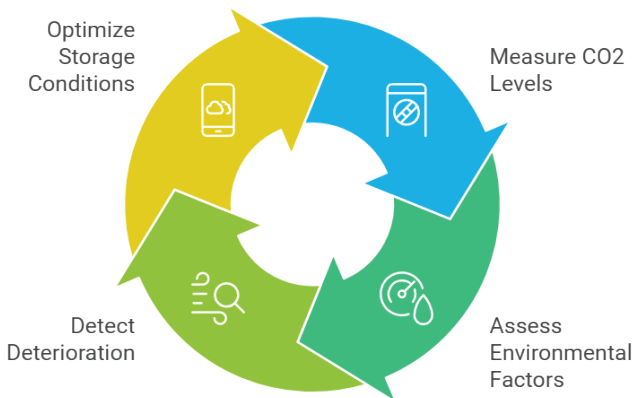 Optimize
Storage
Conditions
Measure CO2
Levels
Detect
Deterioration
Assess
Environmental
Factors